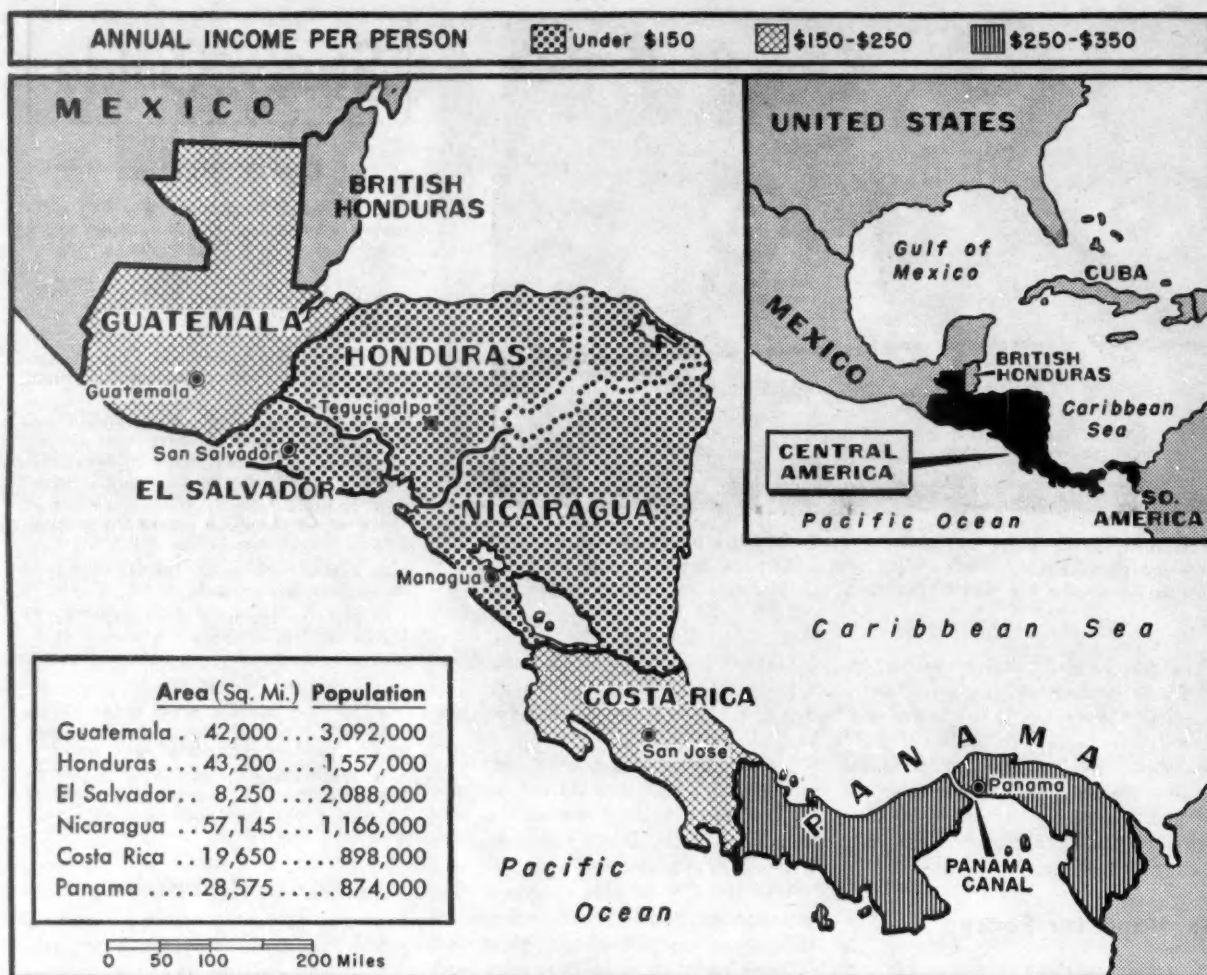 ANNUAL INCOME PER PERSON Under $150 $150-$250 $250-$350
MEXICO
BRITISH
HONDURAS
GUATEMALA
Guatemala
HONDURAS
Tegucigalpa
San Salvador
EL SALVADOR
NICARAGUA
Managua
COSTA RICA
San José
PANAMA
Panama
PANAMA
CANAL
Caribbean Sea
Pacific
Ocean
UNITED STATES
Gulf of
Mexico
CUBA
MEXICO
BRITISH
HONDURAS
Caribbean
Sea
CENTRAL
AMERICA
Pacific Ocean
SO.
AMERICA
Area (Sq. Mi.) Population
Guatemala .. 42,000 ... 3,092,000
Honduras ... 43,200 ... 1,557,000
El Salvador.. 8,250 ... 2,088,000
Nicaragua .. 57,145 ... 1,166,000
Costa Rica .. 19,650 ..... 898,000
Panama .... 28,575 ..... 874,000
0 50 100 200 Miles